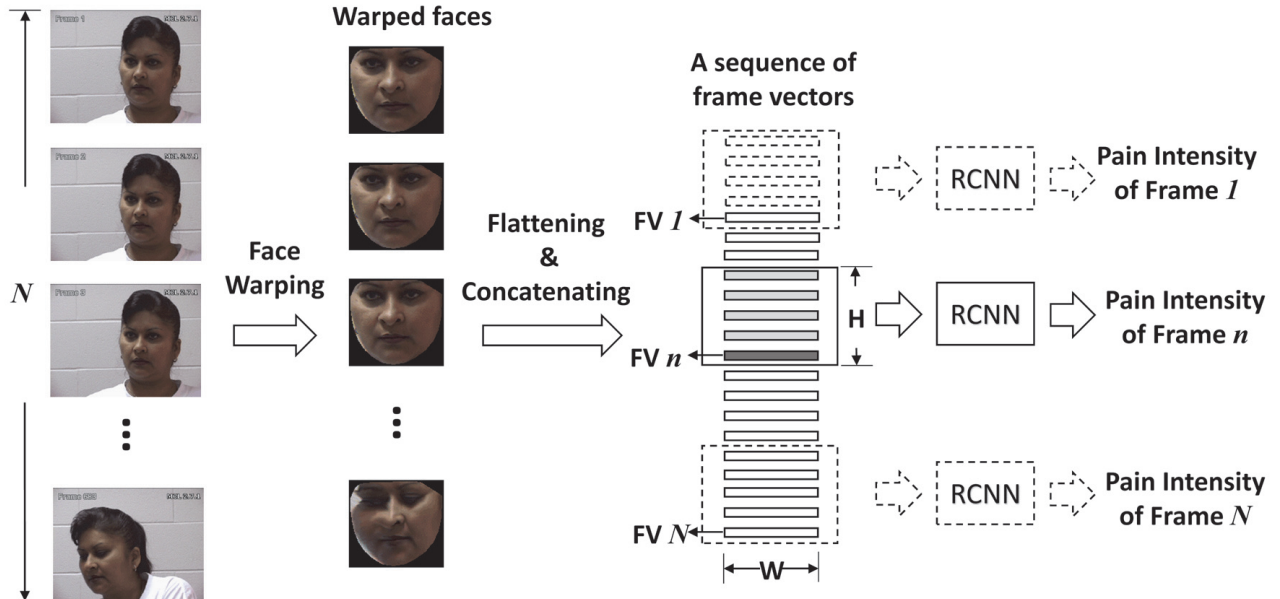 Warped faces
Frame 1
Frame 2
Frame 3
N
Face
Warping
Flattening
&
Concatenating
A sequence of
frame vectors
FV 1
FV n
FV N
H
W
RCNN
Pain Intensity
of Frame 1
RCNN
Pain Intensity
of Frame n
RCNN
Pain Intensity
of Frame N